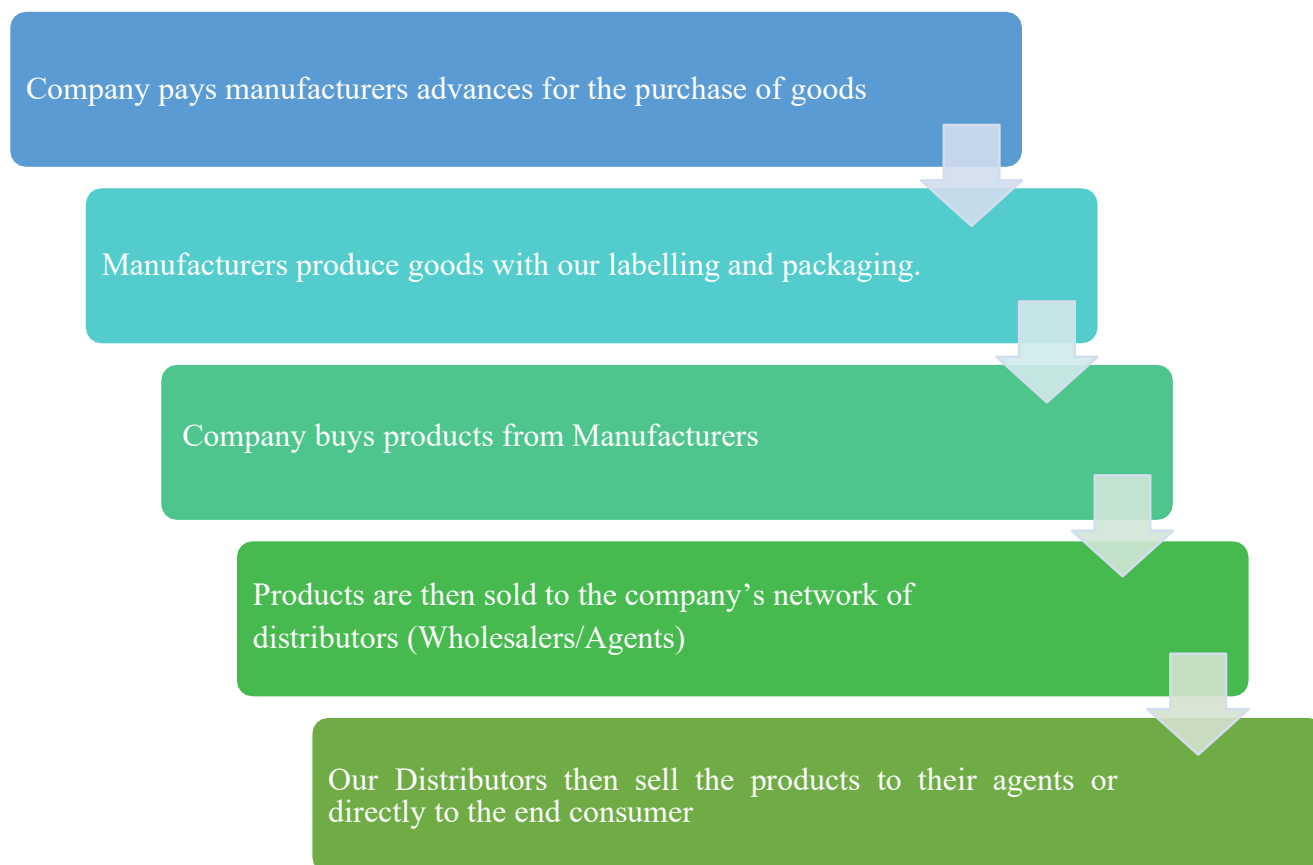 Company pays manufacturers advances for the purchase of goods
Manufacturers produce goods with our labelling and packaging.
Company buys products from Manufacturers
Products are then sold to the company’s network of
distributors (Wholesalers/Agents)
Our Distributors then sell the products to their agents or
directly to the end consumer